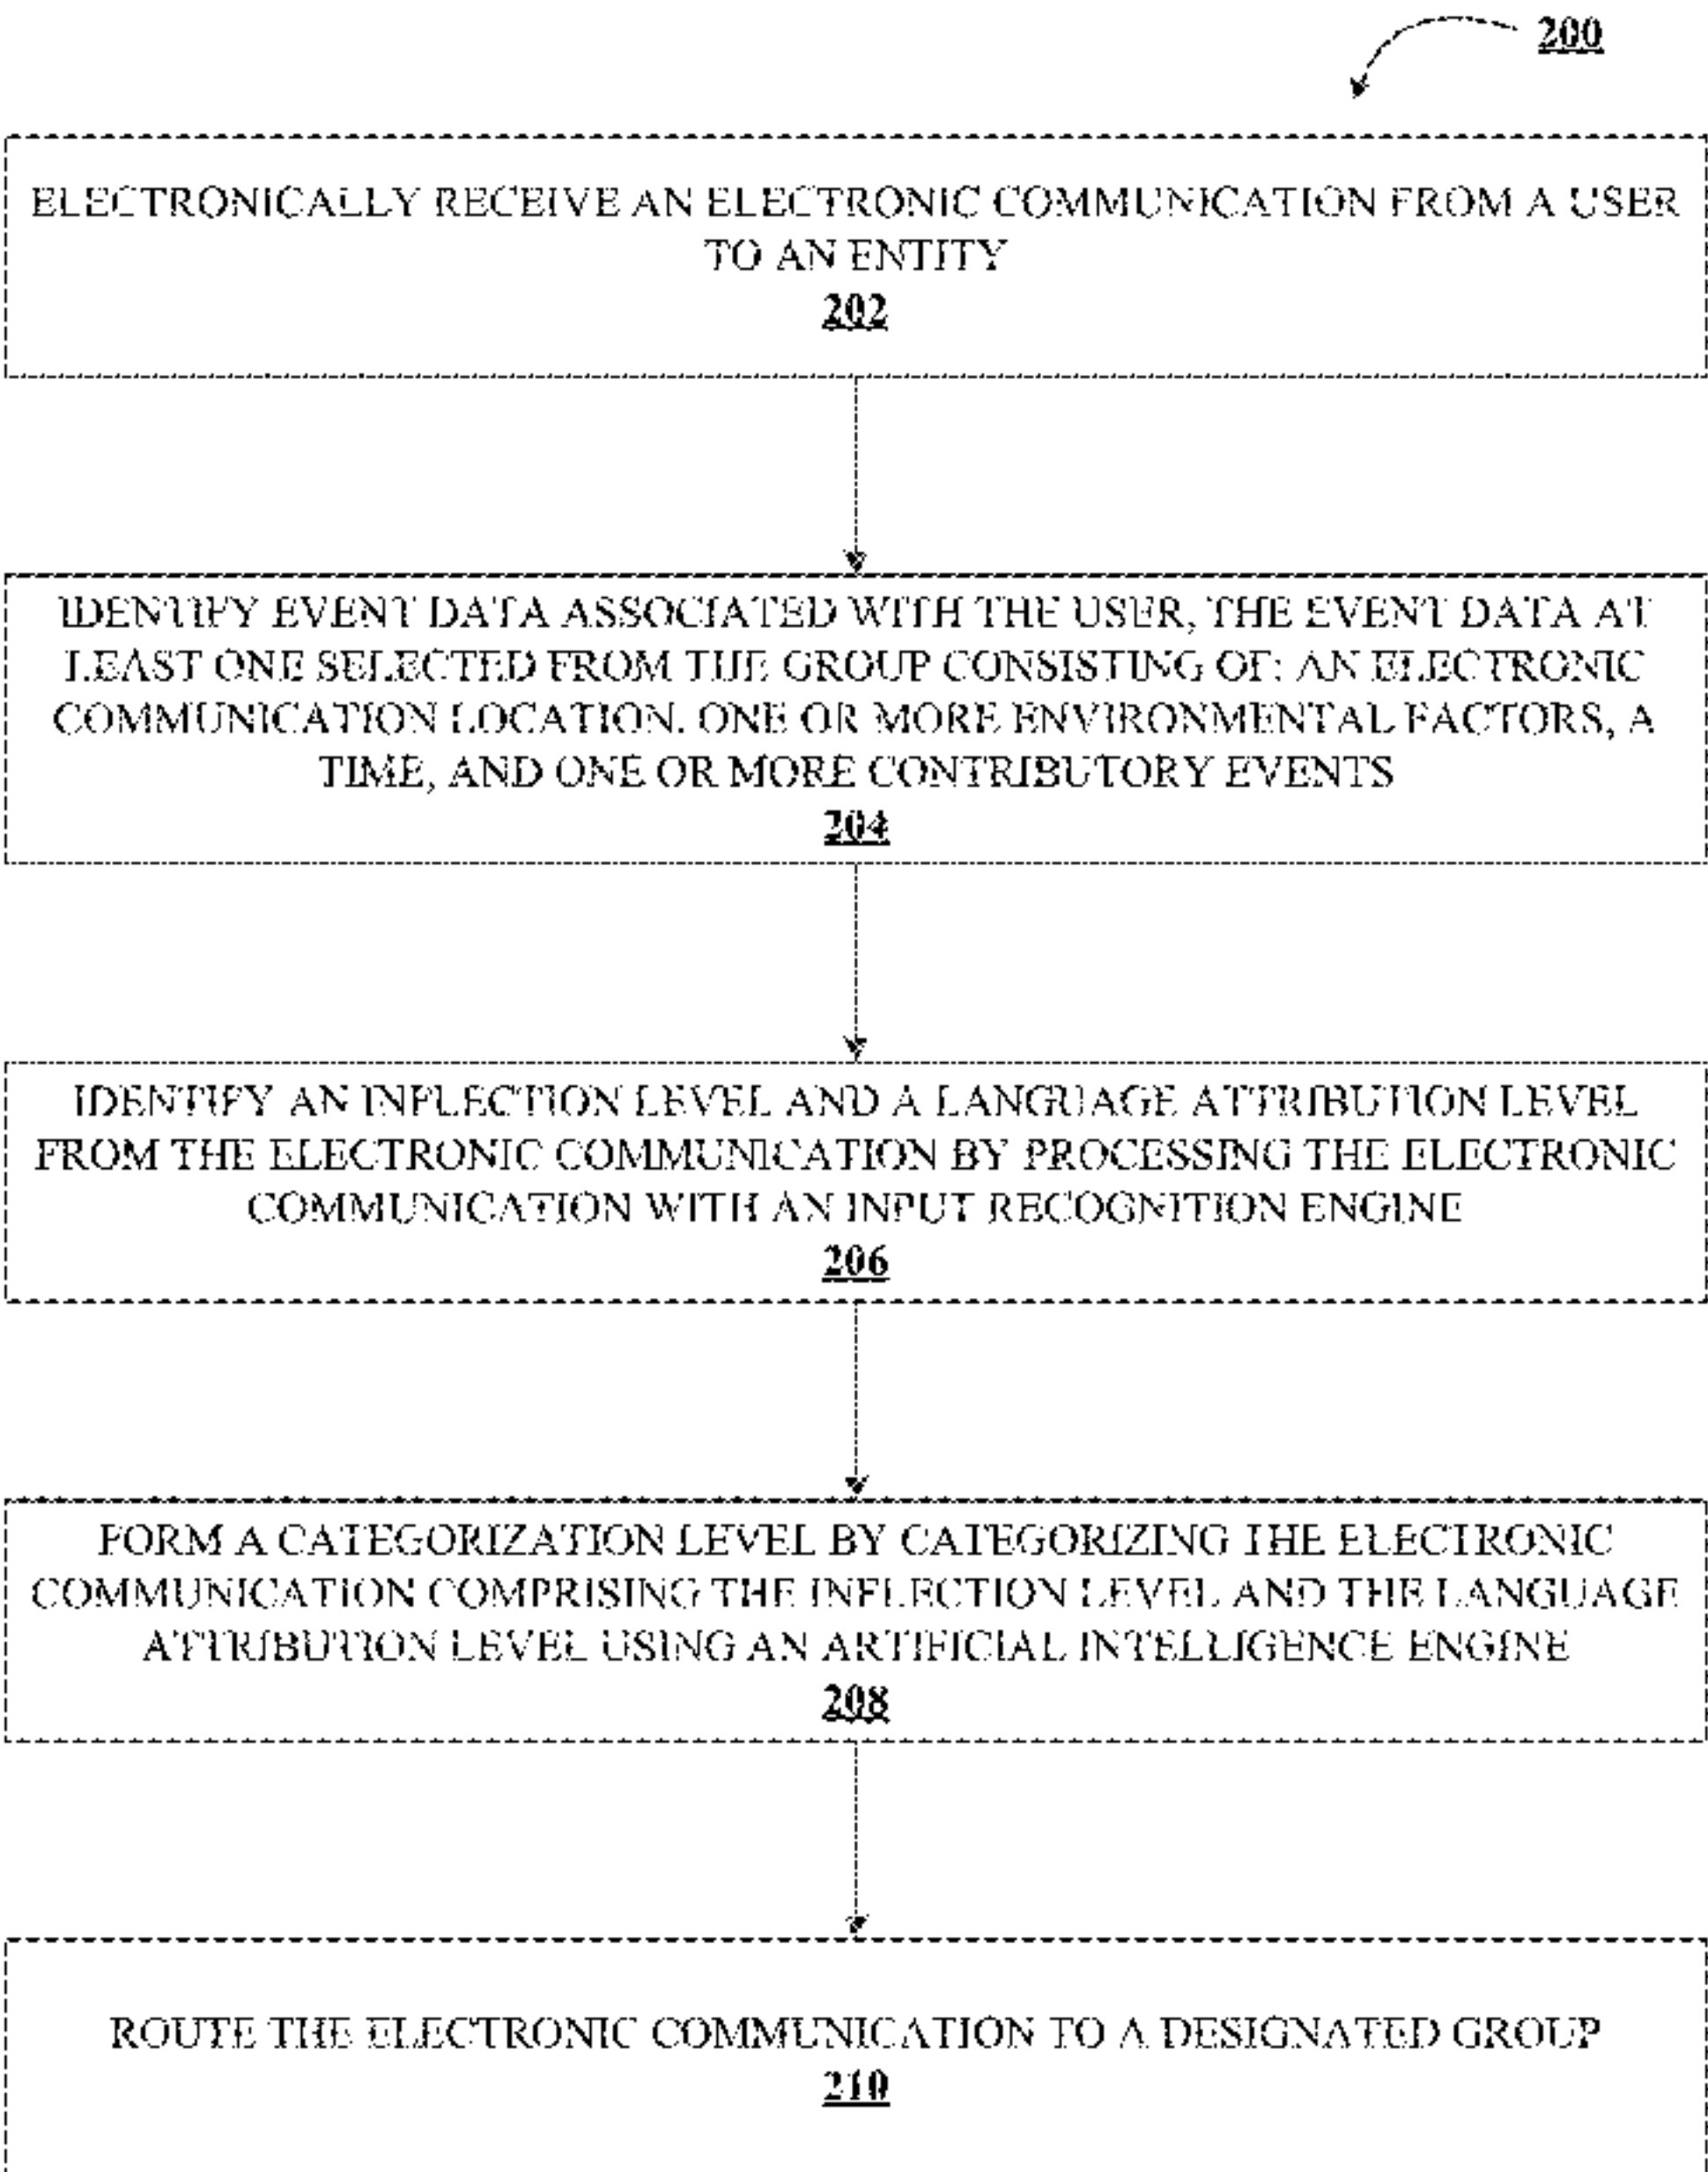 200
ELECTRONICALLY RECEIVE AN ELECTRONIC COMMUNICATION FROM A USER
TO AN ENTITY
202
IDENTIFY EVENT DATA ASSOCIATED WITH THE USER, THE EVENT DATA AT
LEAST ONE SELECTED FROM THE GROUP CONSISTING OF: AN ELECTRONIC
COMMUNICATION LOCATION, ONE OR MORE ENVIRONMENTAL FACTORS, A
TIME, AND ONE OR MORE CONTRIBUTORY EVENTS
204
IDENTIFY AN INFLECTION LEVEL AND A LANGUAGE ATTRIBUTION LEVEL
FROM THE ELECTRONIC COMMUNICATION BY PROCESSING THE ELECTRONIC
COMMUNICATION WITH AN INPUT RECOGNITION ENGINE
206
FORM A CATEGORIZATION LEVEL BY CATEGORIZING THE ELECTRONIC
COMMUNICATION COMPRISING THE INFLECTION LEVEL AND THE LANGUAGE
ATTRIBUTION LEVEL USING AN ARTIFICIAL INTELLIGENCE ENGINE
208
ROUTE THE ELECTRONIC COMMUNICATION TO A DESIGNATED GROUP
210